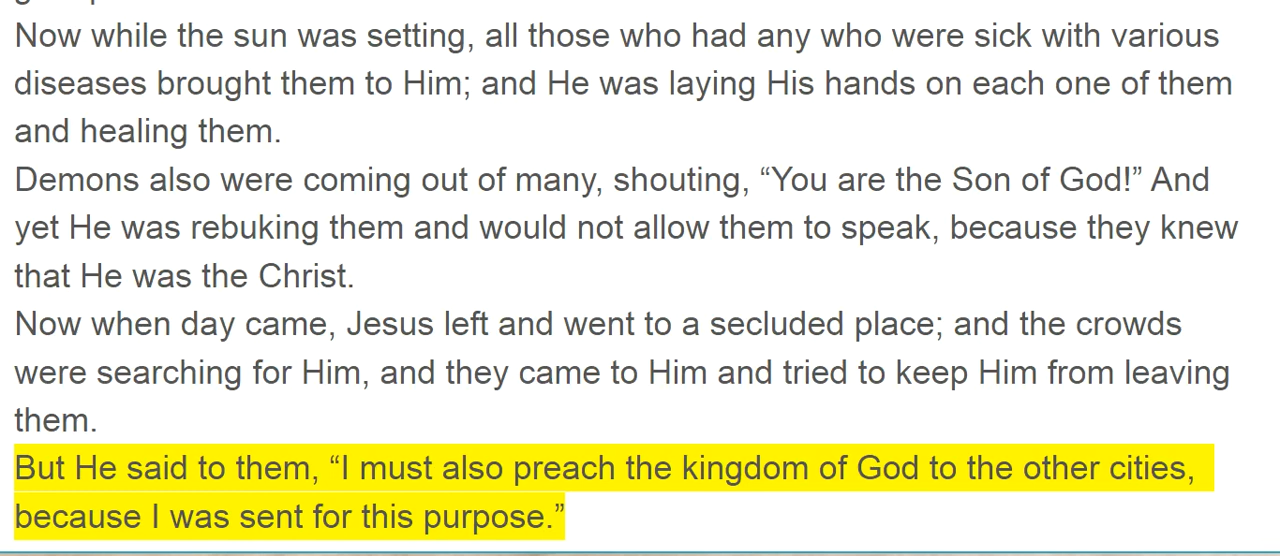 Now while the sun was setting, all those who had any who were sick with various
diseases brought them to Him; and He was laying His hands on each one of them
and healing them.
Demons also were coming out of many, shouting, “You are the Son of God!” And
yet He was rebuking them and would not allow them to speak, because they knew
that He was the Christ.
Now when day came, Jesus left and went to a secluded place; and the crowds
were searching for Him, and they came to Him and tried to keep Him from leaving
them.
But He said to them, “I must also preach the kingdom of God to the other cities,
because I was sent for this purpose.”